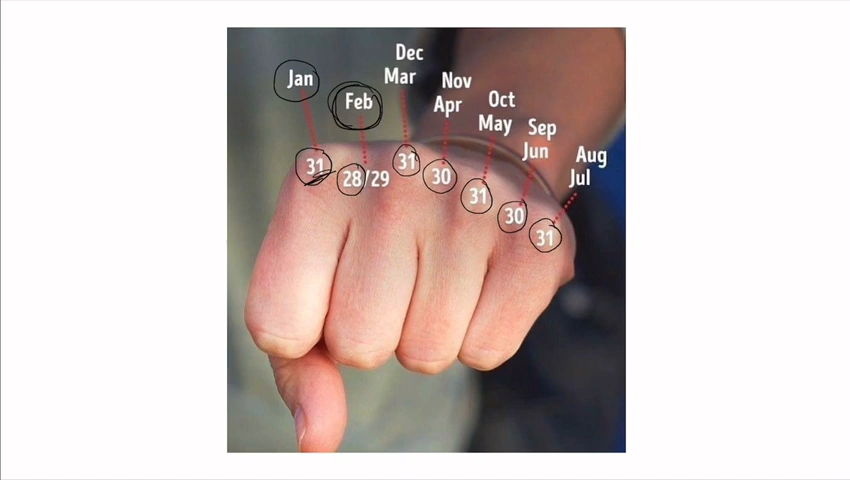 Jan
Feb
Dec
Mar
Nov
Apr
Oct
May
Sep
Jun
Aug
Jul
31
28/29
31
30
31
30
31